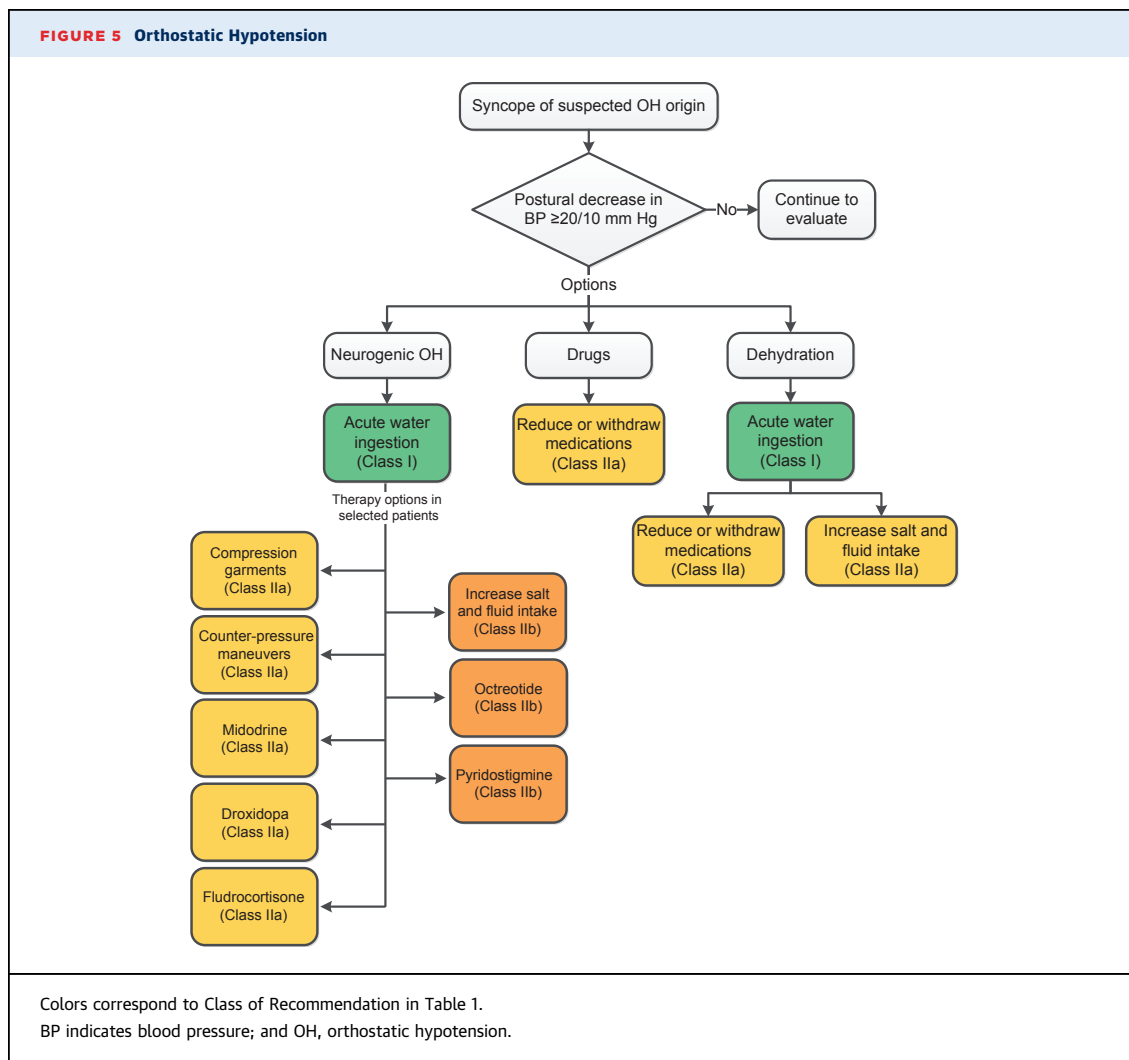 FIGURE 5 Orthostatic Hypotension
Syncope of suspected OH origin
Postural decrease in
BP ≥20/10 mm Hg
No
Continue to
evaluate
Options
Neurogenic OH
Drugs
Dehydration
Acute water
ingestion
(Class I)
Reduce or withdraw
medications
(Class IIa)
Acute water
ingestion
(Class I)
Therapy options in
selected patients
Reduce or withdraw
medications
(Class IIa)
Increase salt and
fluid intake
(Class IIa)
Compression
garments
(Class IIa)
Increase salt
and fluid intake
(Class IIb)
Counter-pressure
maneuvers
(Class IIa)
Octreotide
(Class IIb)
Midodrine
(Class IIa)
Pyridostigmine
(Class IIb)
Droxidopa
(Class IIa)
Fludrocortisone
(Class IIa)
Colors correspond to Class of Recommendation in Table 1.
BP indicates blood pressure; and OH, orthostatic hypotension.